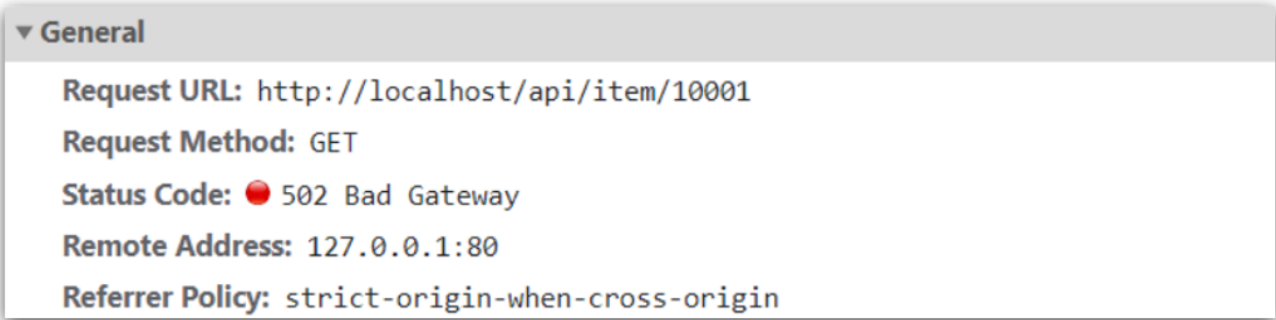 General
Request URL: http://localhost/api/item/10001
Request Method: GET
Status Code: 502 Bad Gateway
Remote Address: 127.0.0.1:80
Referrer Policy: strict-origin-when-cross-origin